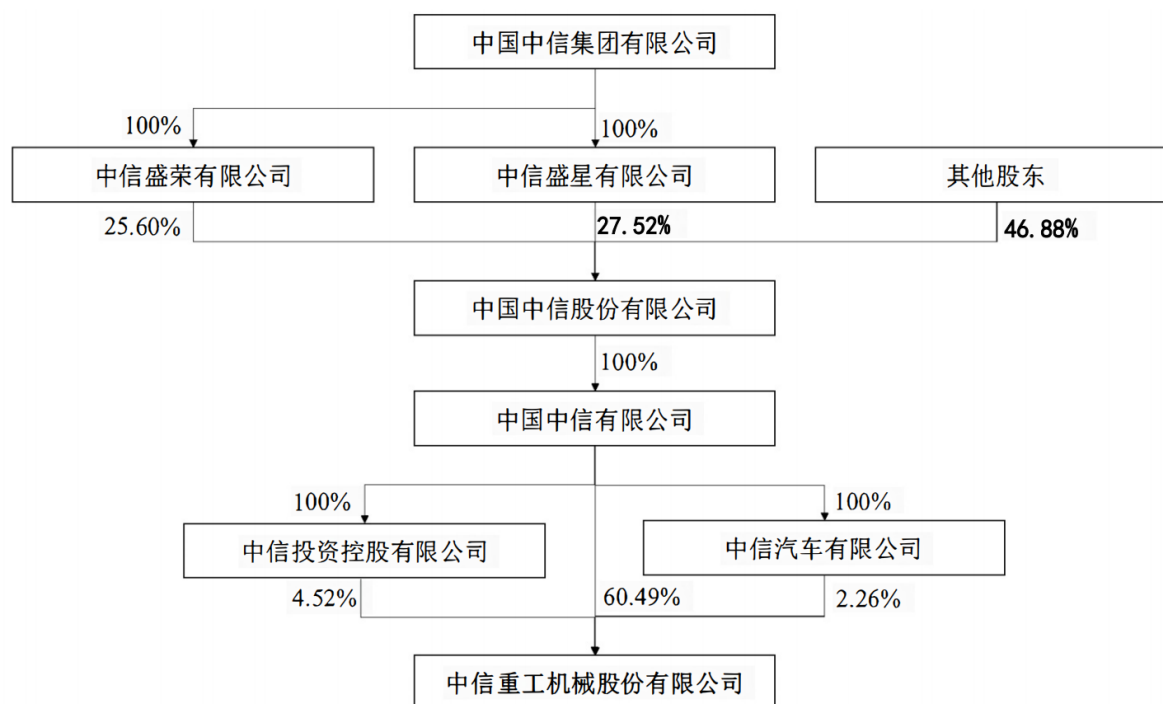 中国中信集团有限公司
100%
100%
中信盛荣有限公司
中信盛星有限公司
其他股东
25.60%
27.52%
46.88%
中国中信股份有限公司
100%
中国中信有限公司
100%
100%
中信投资控股有限公司
中信汽车有限公司
4.52%
60.49%
2.26%
中信重工机械股份有限公司